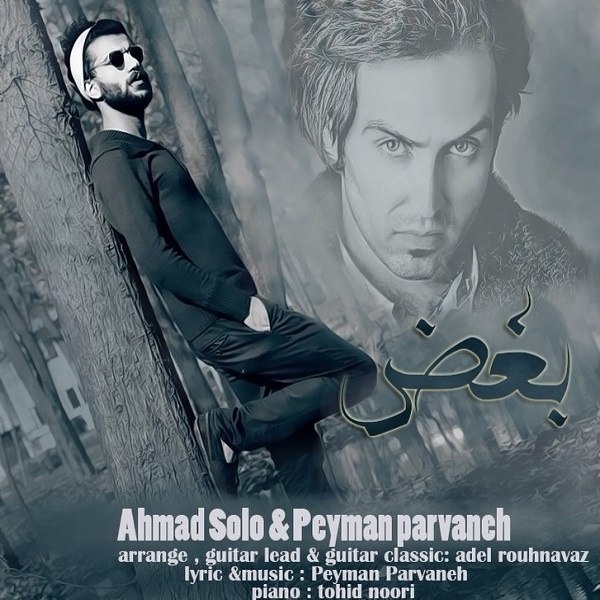 بغض
Ahmad Solo & Peyman parvaneh
arrange , guitar lead & guitar classic: adel rouhnavaz
lyric &music : Peyman Parvaneh
piano : tohid noori